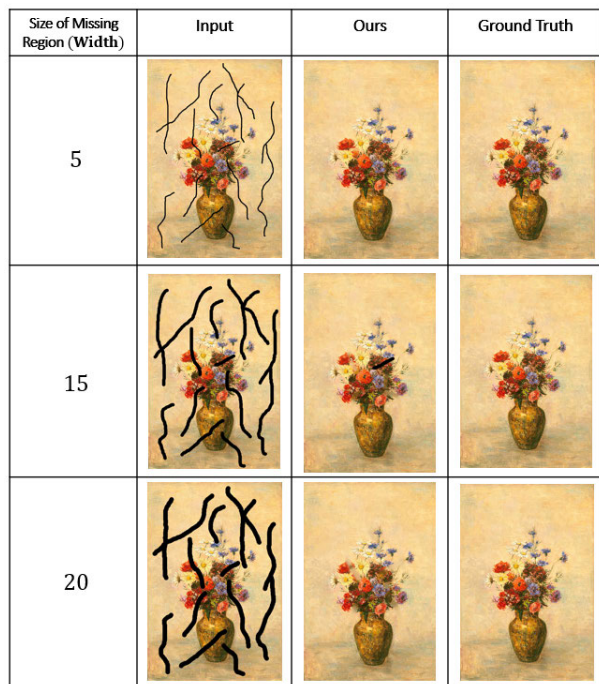 Size of Missing
Region (Width)
Input
Ours
Ground Truth
5
15
20